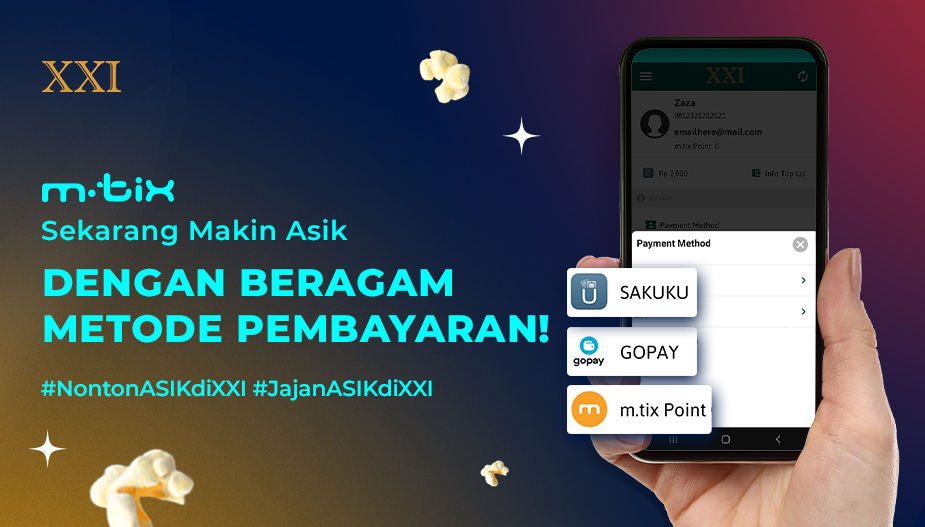 XXI
m.tix
Sekarang Makin Asik
DENGAN BERAGAM
METODE PEMBAYARAN!
#NontonASIKdiXXI #JajanASIKdiXXI
XXI
Zaza
0812121212121
emailhere@mail.com
m.tix Point: 0
Rp 2,000
Info Top Up
Payment Method
Payment Method
SAKUKU
gopay
GOPAY
m
m.tix Point